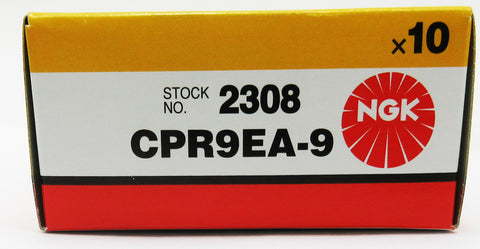 x10
STOCK NO. 2308
CPR9EA-9
NGK